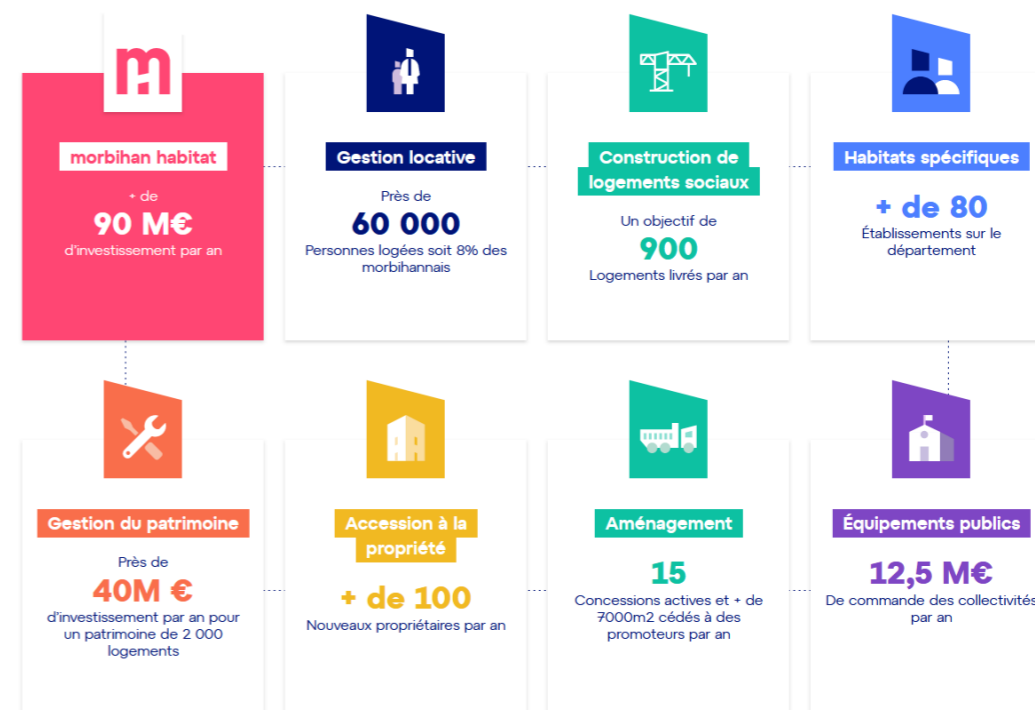 mH
morbihan habitat
+ de
90 M€
d'investissement par an
Gestion locative
Près de
60 000
Personnes logées soit 8% des
morbihannais
Construction de
logements sociaux
Un objectif de
900
Logements livrés par an
Habitats spécifiques
+ de 80
Établissements sur le
département
Gestion du patrimoine
Près de
40M €
d'investissement par an pour
un patrimoine de 2 000
logements
Accession à la
propriété
+ de 100
Nouveaux propriétaires par an
Aménagement
15
Concessions actives et + de
7000m2 cédés à des
promoteurs par an
Équipements publics
12,5 M€
De commande des collectivités
par an